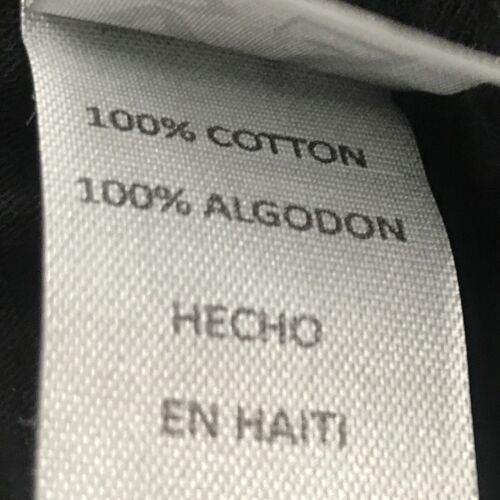 100% COTTON
100% ALGODON
HECHO
EN HAITI